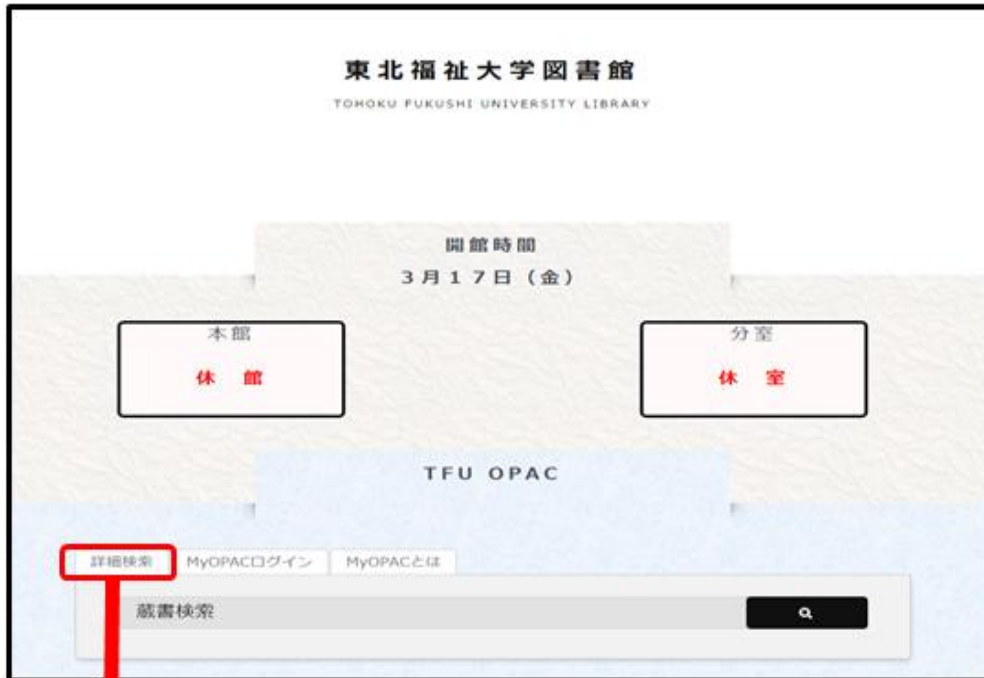 東北福祉大学図書館
TOHOKU FUKUSHI UNIVERSITY LIBRARY
開館時間
3月17日（金）
本館
休 館
分室
休 室
TFU OPAC
詳細検索 MyOPACログイン MyOPACとは
蔵書検索